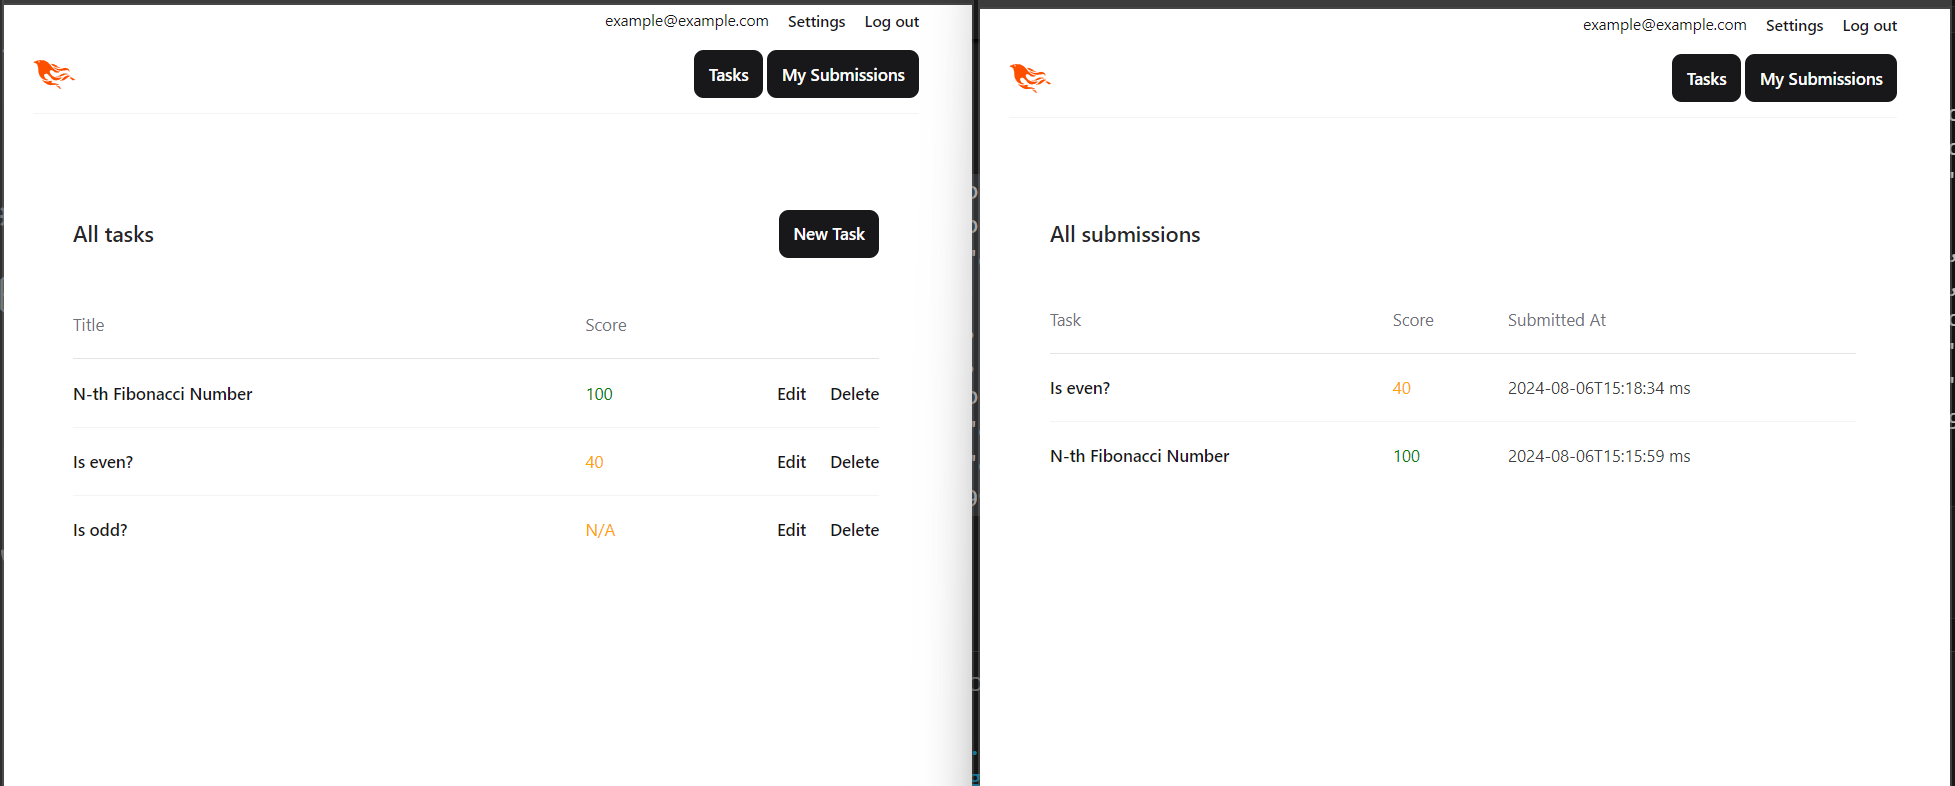 example@example.com Settings Log out
Tasks My Submissions
All tasks New Task
Title Score
N-th Fibonacci Number 100 Edit Delete
Is even? 40 Edit Delete
Is odd? N/A Edit Delete
example@example.com Settings Log out
Tasks My Submissions
All submissions
Task Score Submitted At
Is even? 40 2024-08-06T15:18:34 ms
N-th Fibonacci Number 100 2024-08-06T15:15:59 ms